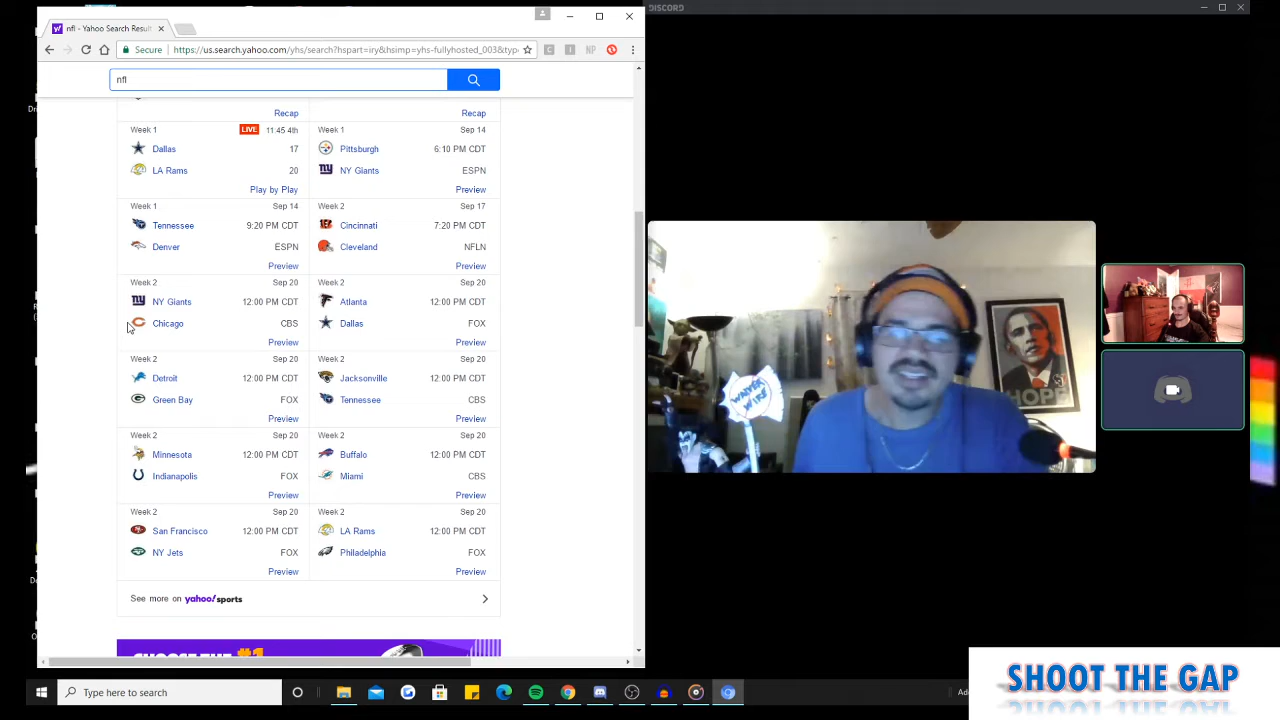 nfl - Yahoo Search Result
DISCORD
Secure
https://us.search.yahoo.com/yhs/search?hspart=iry&hsimp=yhs-fullyhosted_003&typ
NP
nfl
Recap
Recap
Week 1 LIVE 11:45 4th
Dallas 17
LA Rams 20
Play by Play
Week 1 Sep 14
Pittsburgh 6:10 PM CDT
NY Giants ESPN
Preview
Week 1 Sep 14
Tennessee 9:20 PM CDT
Denver ESPN
Preview
Week 2 Sep 17
Cincinnati 7:20 PM CDT
Cleveland NFLN
Preview
Week 2 Sep 20
NY Giants 12:00 PM CDT
Chicago CBS
Preview
Week 2 Sep 20
Atlanta 12:00 PM CDT
Dallas FOX
Preview
Week 2 Sep 20
Detroit 12:00 PM CDT
Green Bay FOX
Preview
Week 2 Sep 20
Jacksonville 12:00 PM CDT
Tennessee CBS
Preview
Week 2 Sep 20
Minnesota 12:00 PM CDT
Indianapolis FOX
Preview
Week 2 Sep 20
Buffalo 12:00 PM CDT
Miami CBS
Preview
Week 2 Sep 20
San Francisco 12:00 PM CDT
NY Jets FOX
Preview
Week 2 Sep 20
LA Rams 12:00 PM CDT
Philadelphia FOX
Preview
See more on yahoo!sports
CHOOSE THE #1
WAIVER
WIRE
HOPE
Type here to search
SHOOT THE GAP